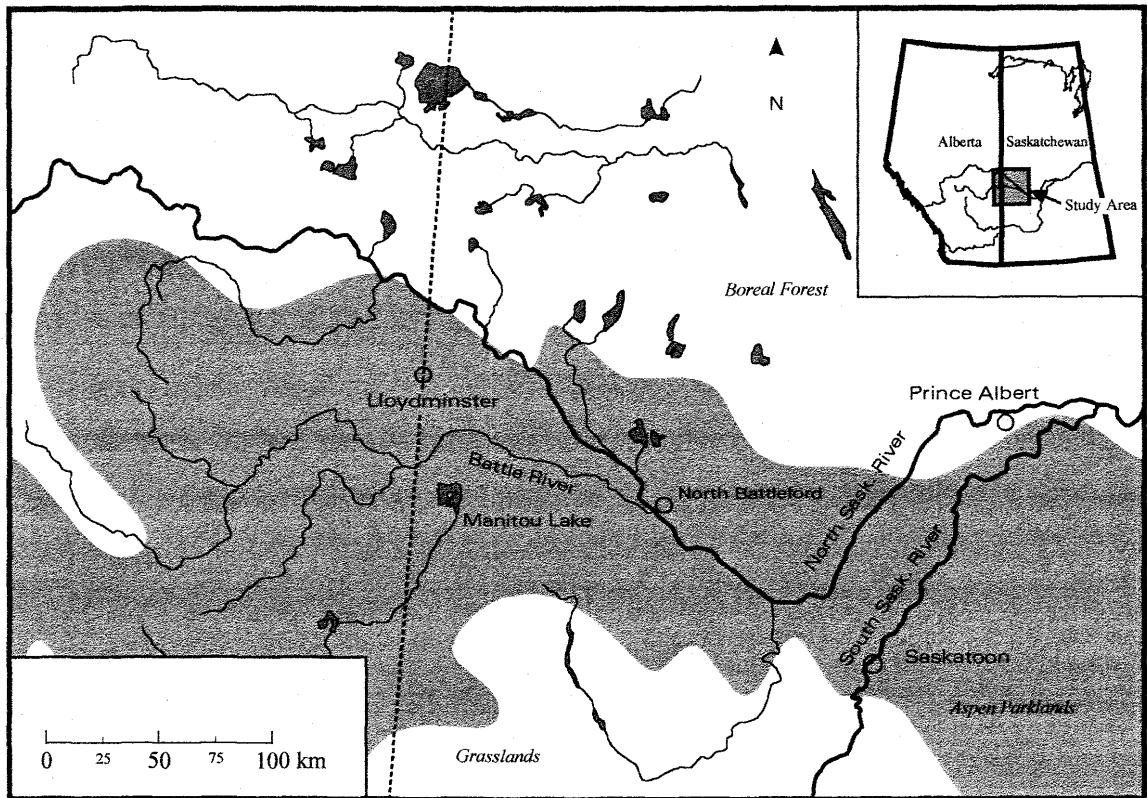 N
Alberta
Saskatchewan
Study Area
Boreal Forest
Prince Albert
Lloydminster
North Sask. River
Battle River
North Battleford
Manitou Lake
South Sask. River
Saskatoon
Aspen Parklands
Grasslands
0 25 50 75 100 km